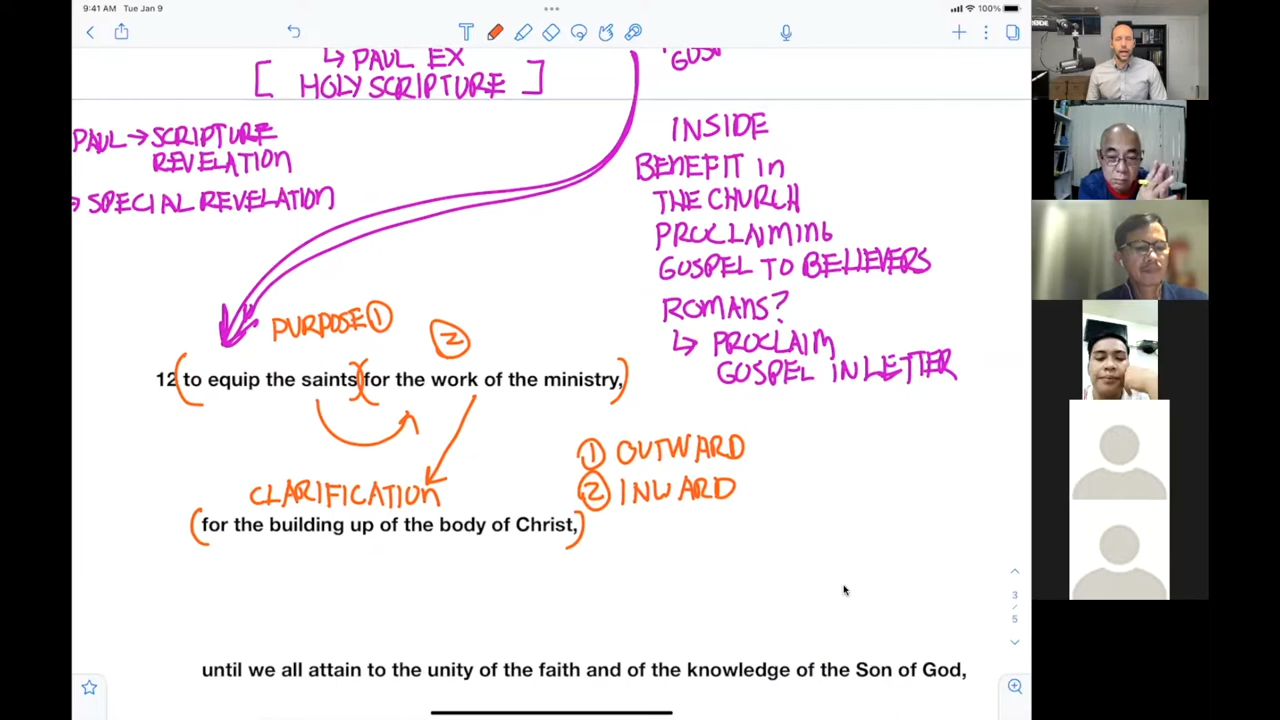 9:41 AM Tue Jan 9
100%
↳ PAUL EX
[ HOLY SCRIPTURE ]
PAUL → SCRIPTURE
REVELATION
→ SPECIAL REVELATION
INSIDE
BENEFIT in
THE CHURCH
PROCLAIMING
GOSPEL TO BELIEVERS
ROMANS?
↳ PROCLAIM
GOSPEL IN LETTER
PURPOSE ①
②
12 (to equip the saints)(for the work of the ministry,)
① OUTWARD
② INWARD
CLARIFICATION
(for the building up of the body of Christ,)
3
/
5
until we all attain to the unity of the faith and of the knowledge of the Son of God,